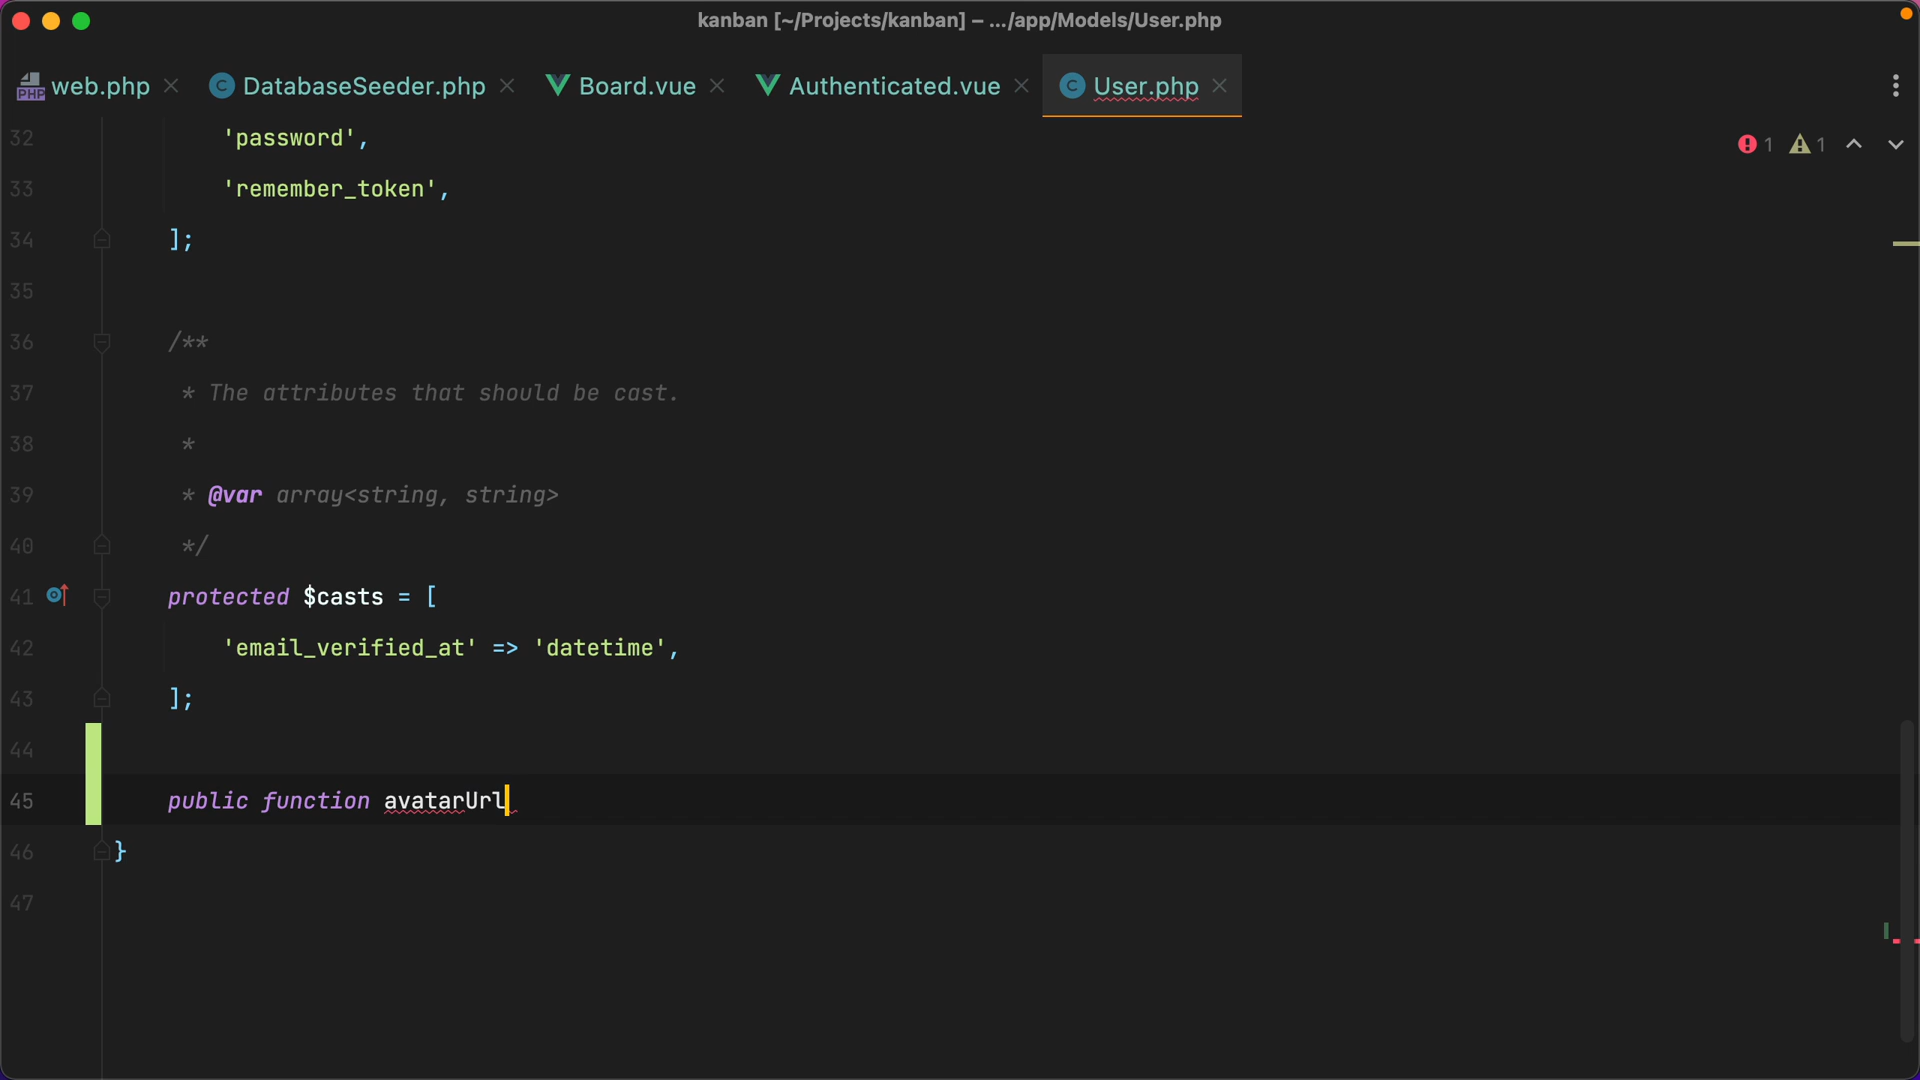 kanban [~/Projects/kanban] – .../app/Models/User.php
PHP web.php C DatabaseSeeder.php Board.vue Authenticated.vue C User.php
32 'password',
1 1
33 'remember_token',
34 ];
35
36 /**
37 * The attributes that should be cast.
38 *
39 * @var array<string, string>
40 */
41 protected $casts = [
42 'email_verified_at' => 'datetime',
43 ];
44
45 public function avatarUrl
46 }
47